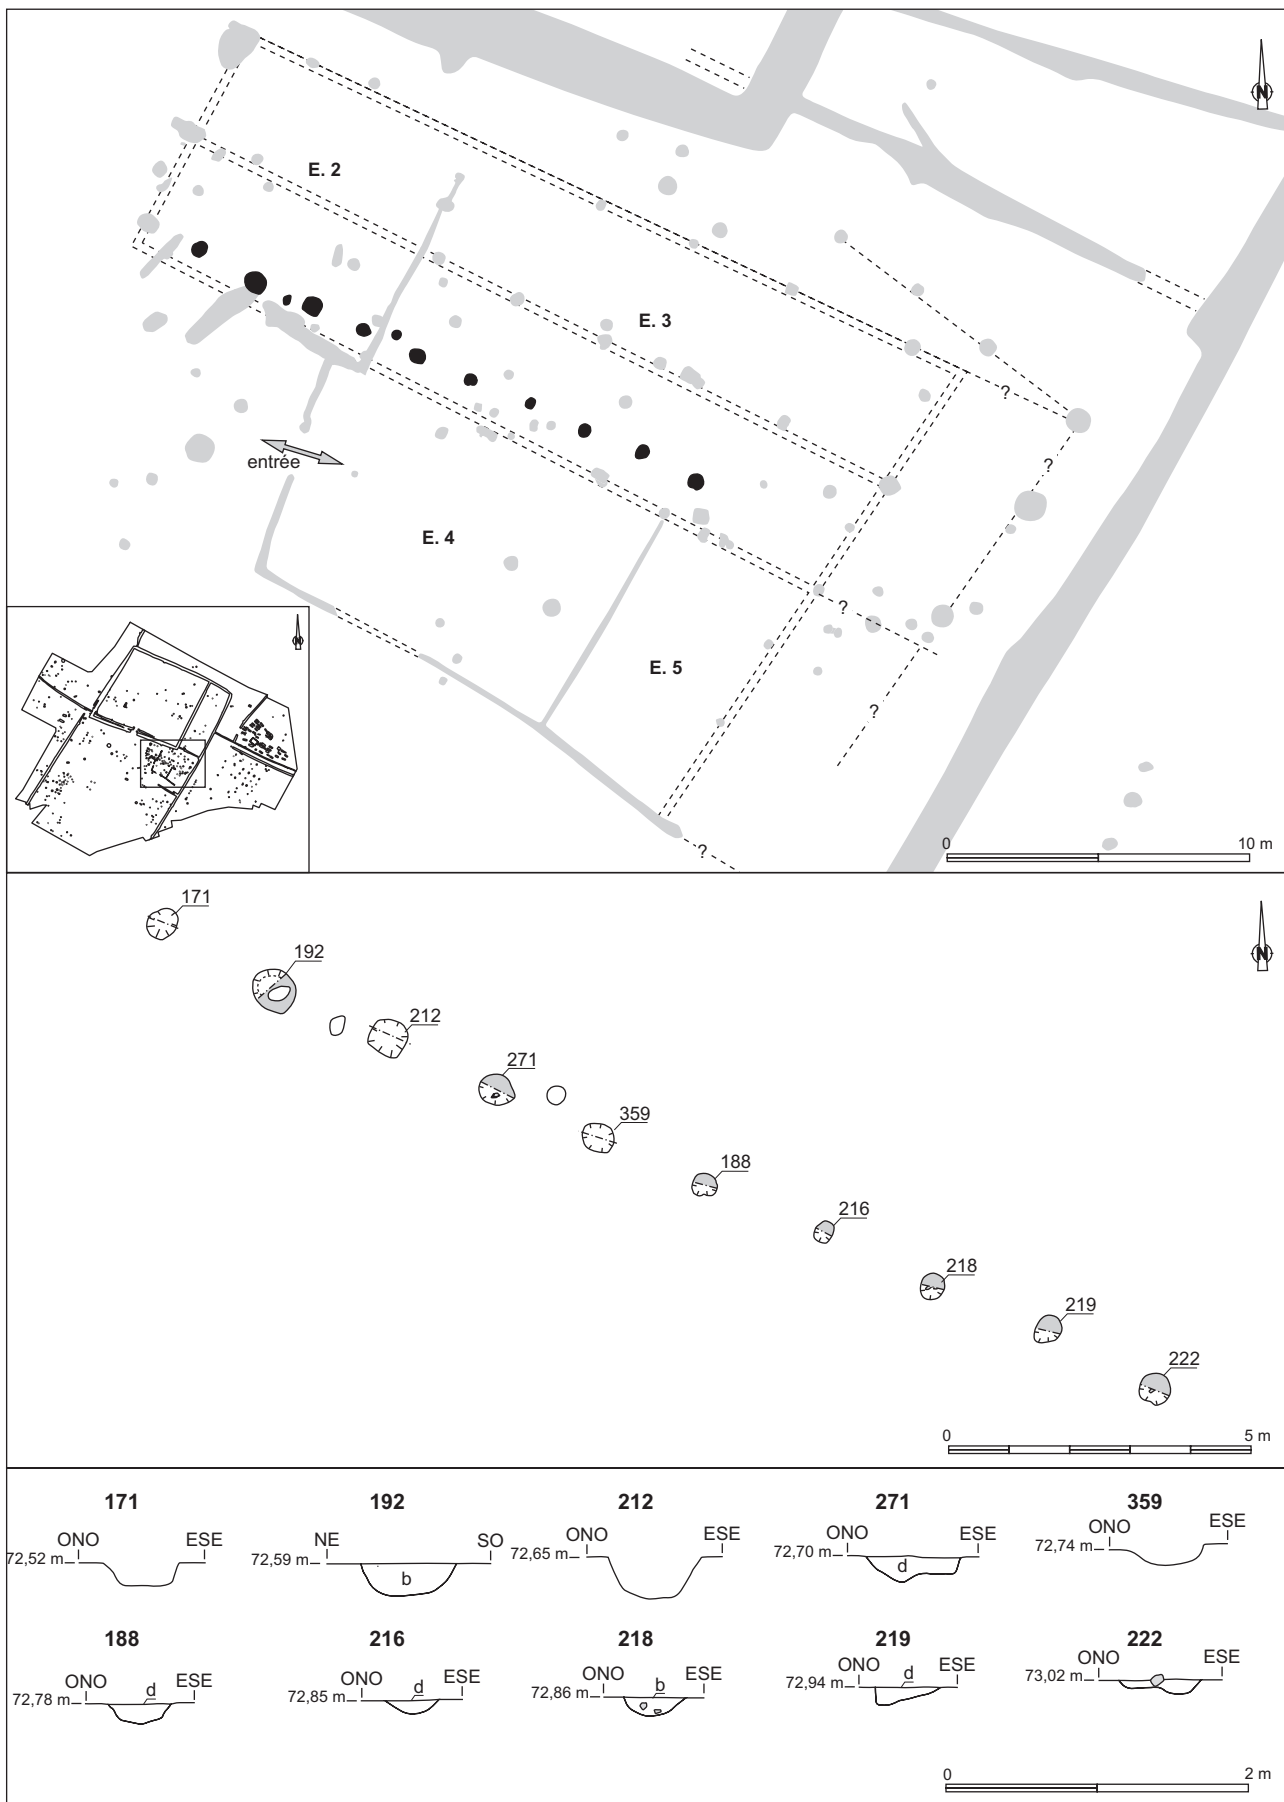 N
E. 2
E. 3
?
?
entrée
E. 4
?
?
E. 5
?
0 10 m
N
171
N
192
212
271
359
188
216
218
219
222
0 5 m
171 192 212 271 359
ONO ESE NE SO ONO ESE ONO ESE ONO ESE
72,52 m 72,59 m b 72,65 m 72,70 m d 72,74 m
188 216 218 219 222
ONO d ESE ONO d ESE ONO b ESE ONO d ESE ONO ESE
72,78 m 72,85 m 72,86 m 72,94 m 73,02 m
0 2 m